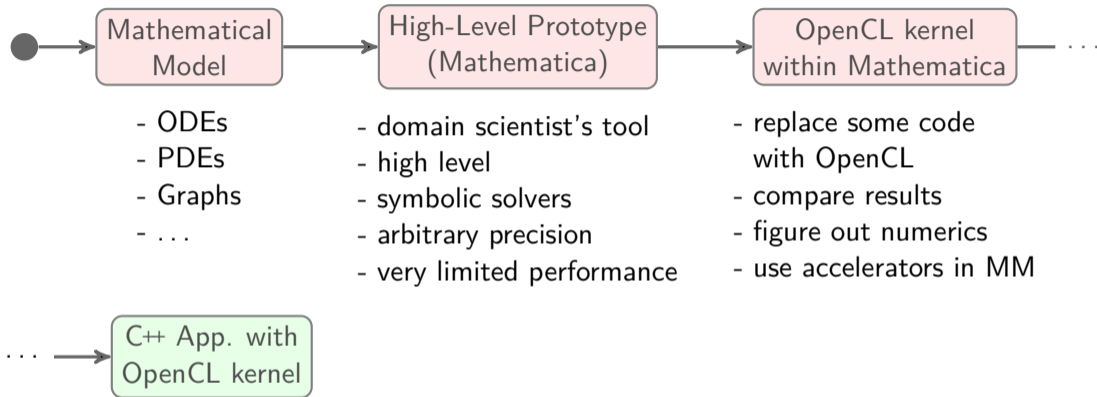 Mathematical
Model
High-Level Prototype
(Mathematica)
OpenCL kernel
within Mathematica
...
- ODEs
- PDEs
- Graphs
- ...
- domain scientist's tool
- high level
- symbolic solvers
- arbitrary precision
- very limited performance
- replace some code
with OpenCL
- compare results
- figure out numerics
- use accelerators in MM
...
C++ App. with
OpenCL kernel